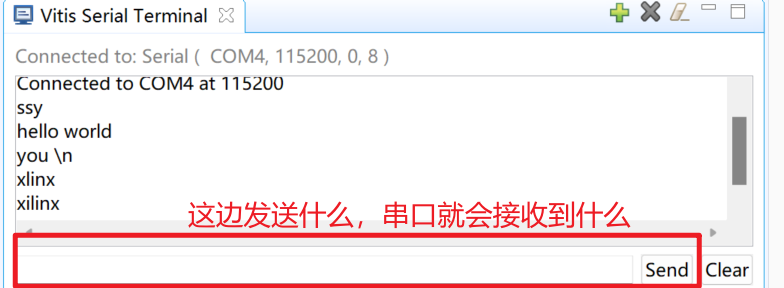 Vitis Serial Terminal
Connected to: Serial ( COM4, 115200, 0, 8 )
Connected to COM4 at 115200
ssy
hello world
you \n
xlinx
xilinx
这边发送什么，串口就会接收到什么
Send Clear